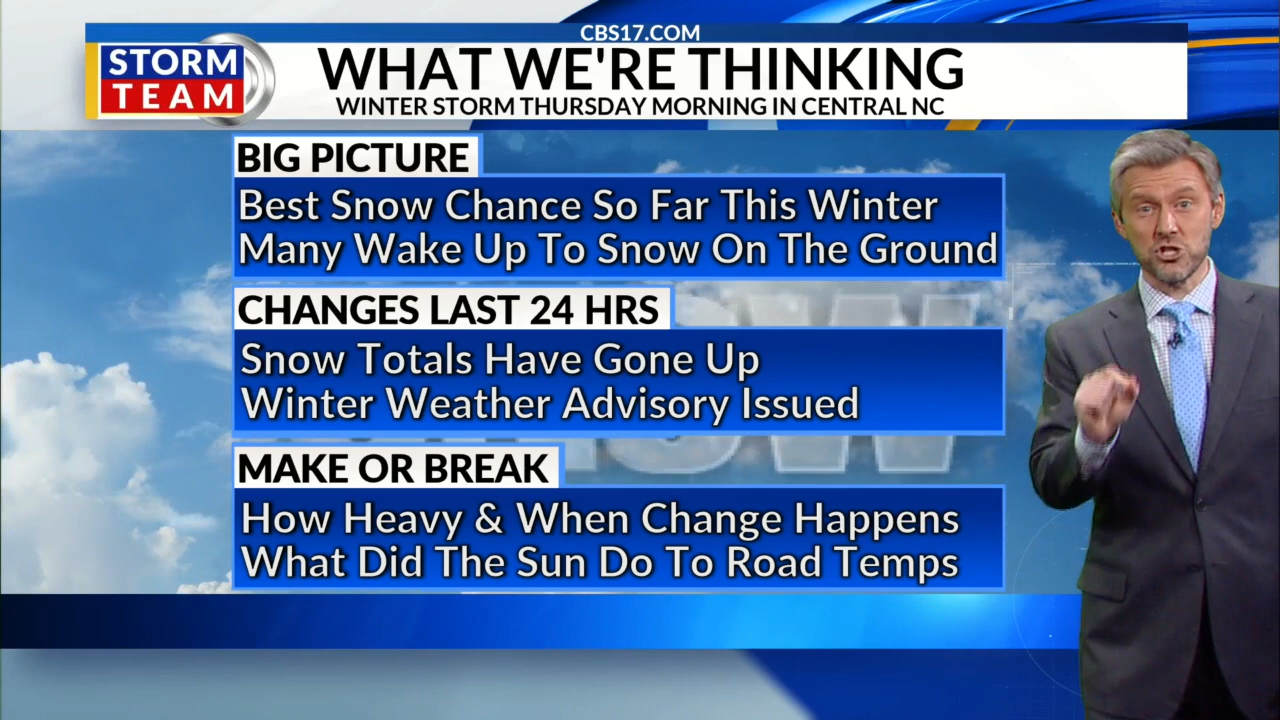 CBS17.COM
STORM
TEAM
WHAT WE'RE THINKING
WINTER STORM THURSDAY MORNING IN CENTRAL NC
BIG PICTURE
Best Snow Chance So Far This Winter
Many Wake Up To Snow On The Ground
CHANGES LAST 24 HRS
Snow Totals Have Gone Up
Winter Weather Advisory Issued
MAKE OR BREAK
How Heavy & When Change Happens
What Did The Sun Do To Road Temps